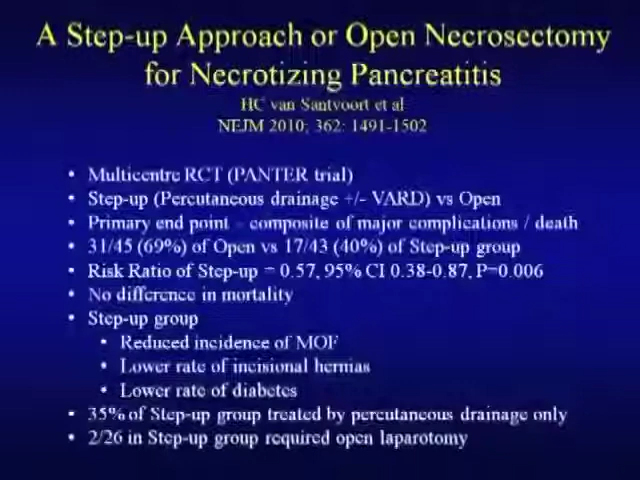 A Step-up Approach or Open Necrosectomy
for Necrotizing Pancreatitis
HC van Santvoort et al
NEJM 2010; 362: 1491-1502
• Multicentre RCT (PANTER trial)
• Step-up (Percutaneous drainage +/- VARD) vs Open
• Primary end point – composite of major complications / death
• 31/45 (69%) of Open vs 17/43 (40%) of Step-up group
• Risk Ratio of Step-up = 0.57, 95% CI 0.38-0.87, P=0.006
• No difference in mortality
• Step-up group
• Reduced incidence of MOF
• Lower rate of incisional hernias
• Lower rate of diabetes
• 35% of Step-up group treated by percutaneous drainage only
• 2/26 in Step-up group required open laparotomy